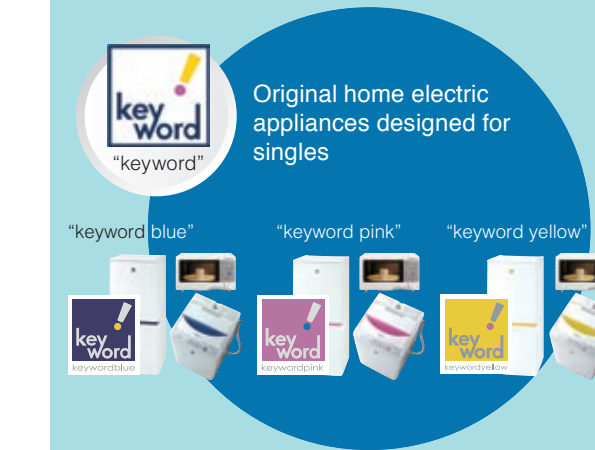 key
word
“keyword”
Original home electric
appliances designed for
singles
“keyword blue”
“keyword pink”
“keyword yellow”
key
word
keywordblue
key
word
keywordpink
key
word
keywordyellow